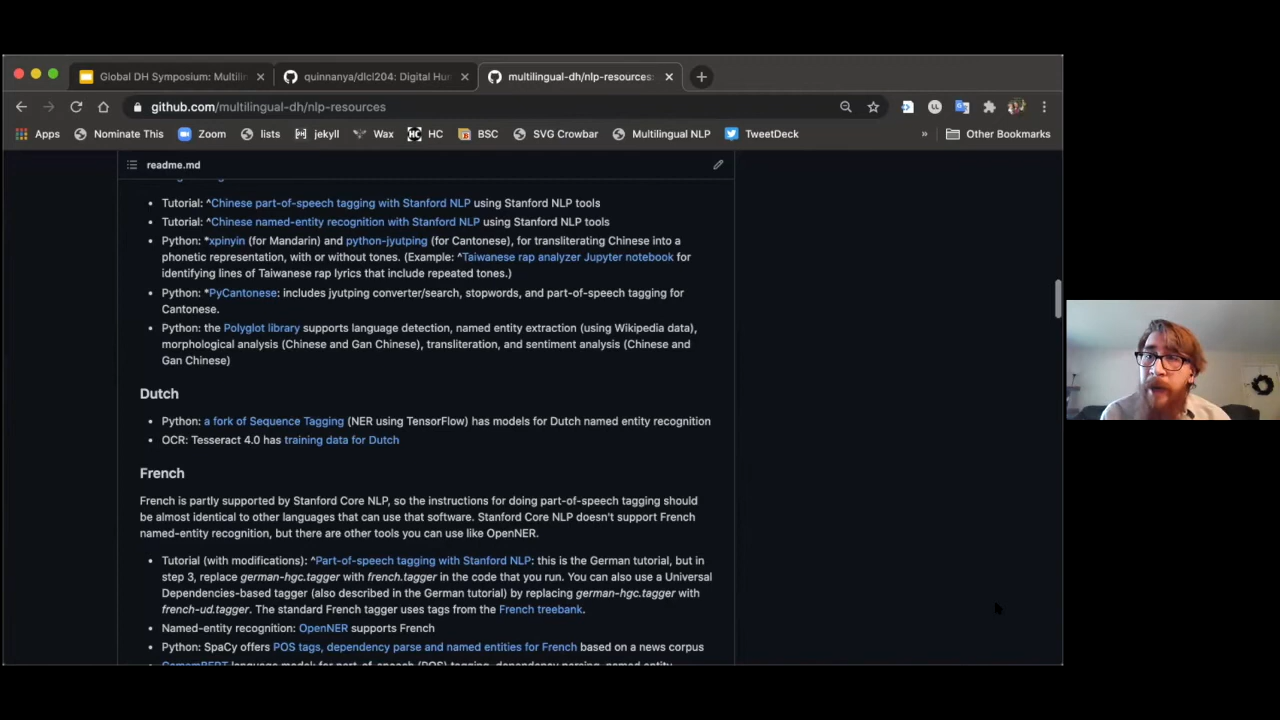 Global DH Symposium: Multilin
quinnanya/dlcl204: Digital Hum
multilingual-dh/nlp-resources:
github.com/multilingual-dh/nlp-resources
Apps
Nominate This
Zoom
lists
jekyll
Wax
HC
BSC
SVG Crowbar
Multilingual NLP
TweetDeck
»
Other Bookmarks
readme.md
• Tutorial: ^Chinese part-of-speech tagging with Stanford NLP using Stanford NLP tools
• Tutorial: ^Chinese named-entity recognition with Stanford NLP using Stanford NLP tools
• Python: *xpinyin (for Mandarin) and python-jyutping (for Cantonese), for transliterating Chinese into a
phonetic representation, with or without tones. (Example: ^Taiwanese rap analyzer Jupyter notebook for
identifying lines of Taiwanese rap lyrics that include repeated tones.)
• Python: *PyCantonese: includes jyutping converter/search, stopwords, and part-of-speech tagging for
Cantonese.
• Python: the Polyglot library supports language detection, named entity extraction (using Wikipedia data),
morphological analysis (Chinese and Gan Chinese), transliteration, and sentiment analysis (Chinese and
Gan Chinese)
Dutch
• Python: a fork of Sequence Tagging (NER using TensorFlow) has models for Dutch named entity recognition
• OCR: Tesseract 4.0 has training data for Dutch
French
French is partly supported by Stanford Core NLP, so the instructions for doing part-of-speech tagging should
be almost identical to other languages that can use that software. Stanford Core NLP doesn't support French
named-entity recognition, but there are other tools you can use like OpenNER.
• Tutorial (with modifications): ^Part-of-speech tagging with Stanford NLP: this is the German tutorial, but in
step 3, replace german-hgc.tagger with french.tagger in the code that you run. You can also use a Universal
Dependencies-based tagger (also described in the German tutorial) by replacing german-hgc.tagger with
french-ud.tagger. The standard French tagger uses tags from the French treebank.
• Named-entity recognition: OpenNER supports French
• Python: SpaCy offers POS tags, dependency parse and named entities for French based on a news corpus
• CamemBERT language model: for part-of-speech (POS) tagging, dependency parsing, named entity